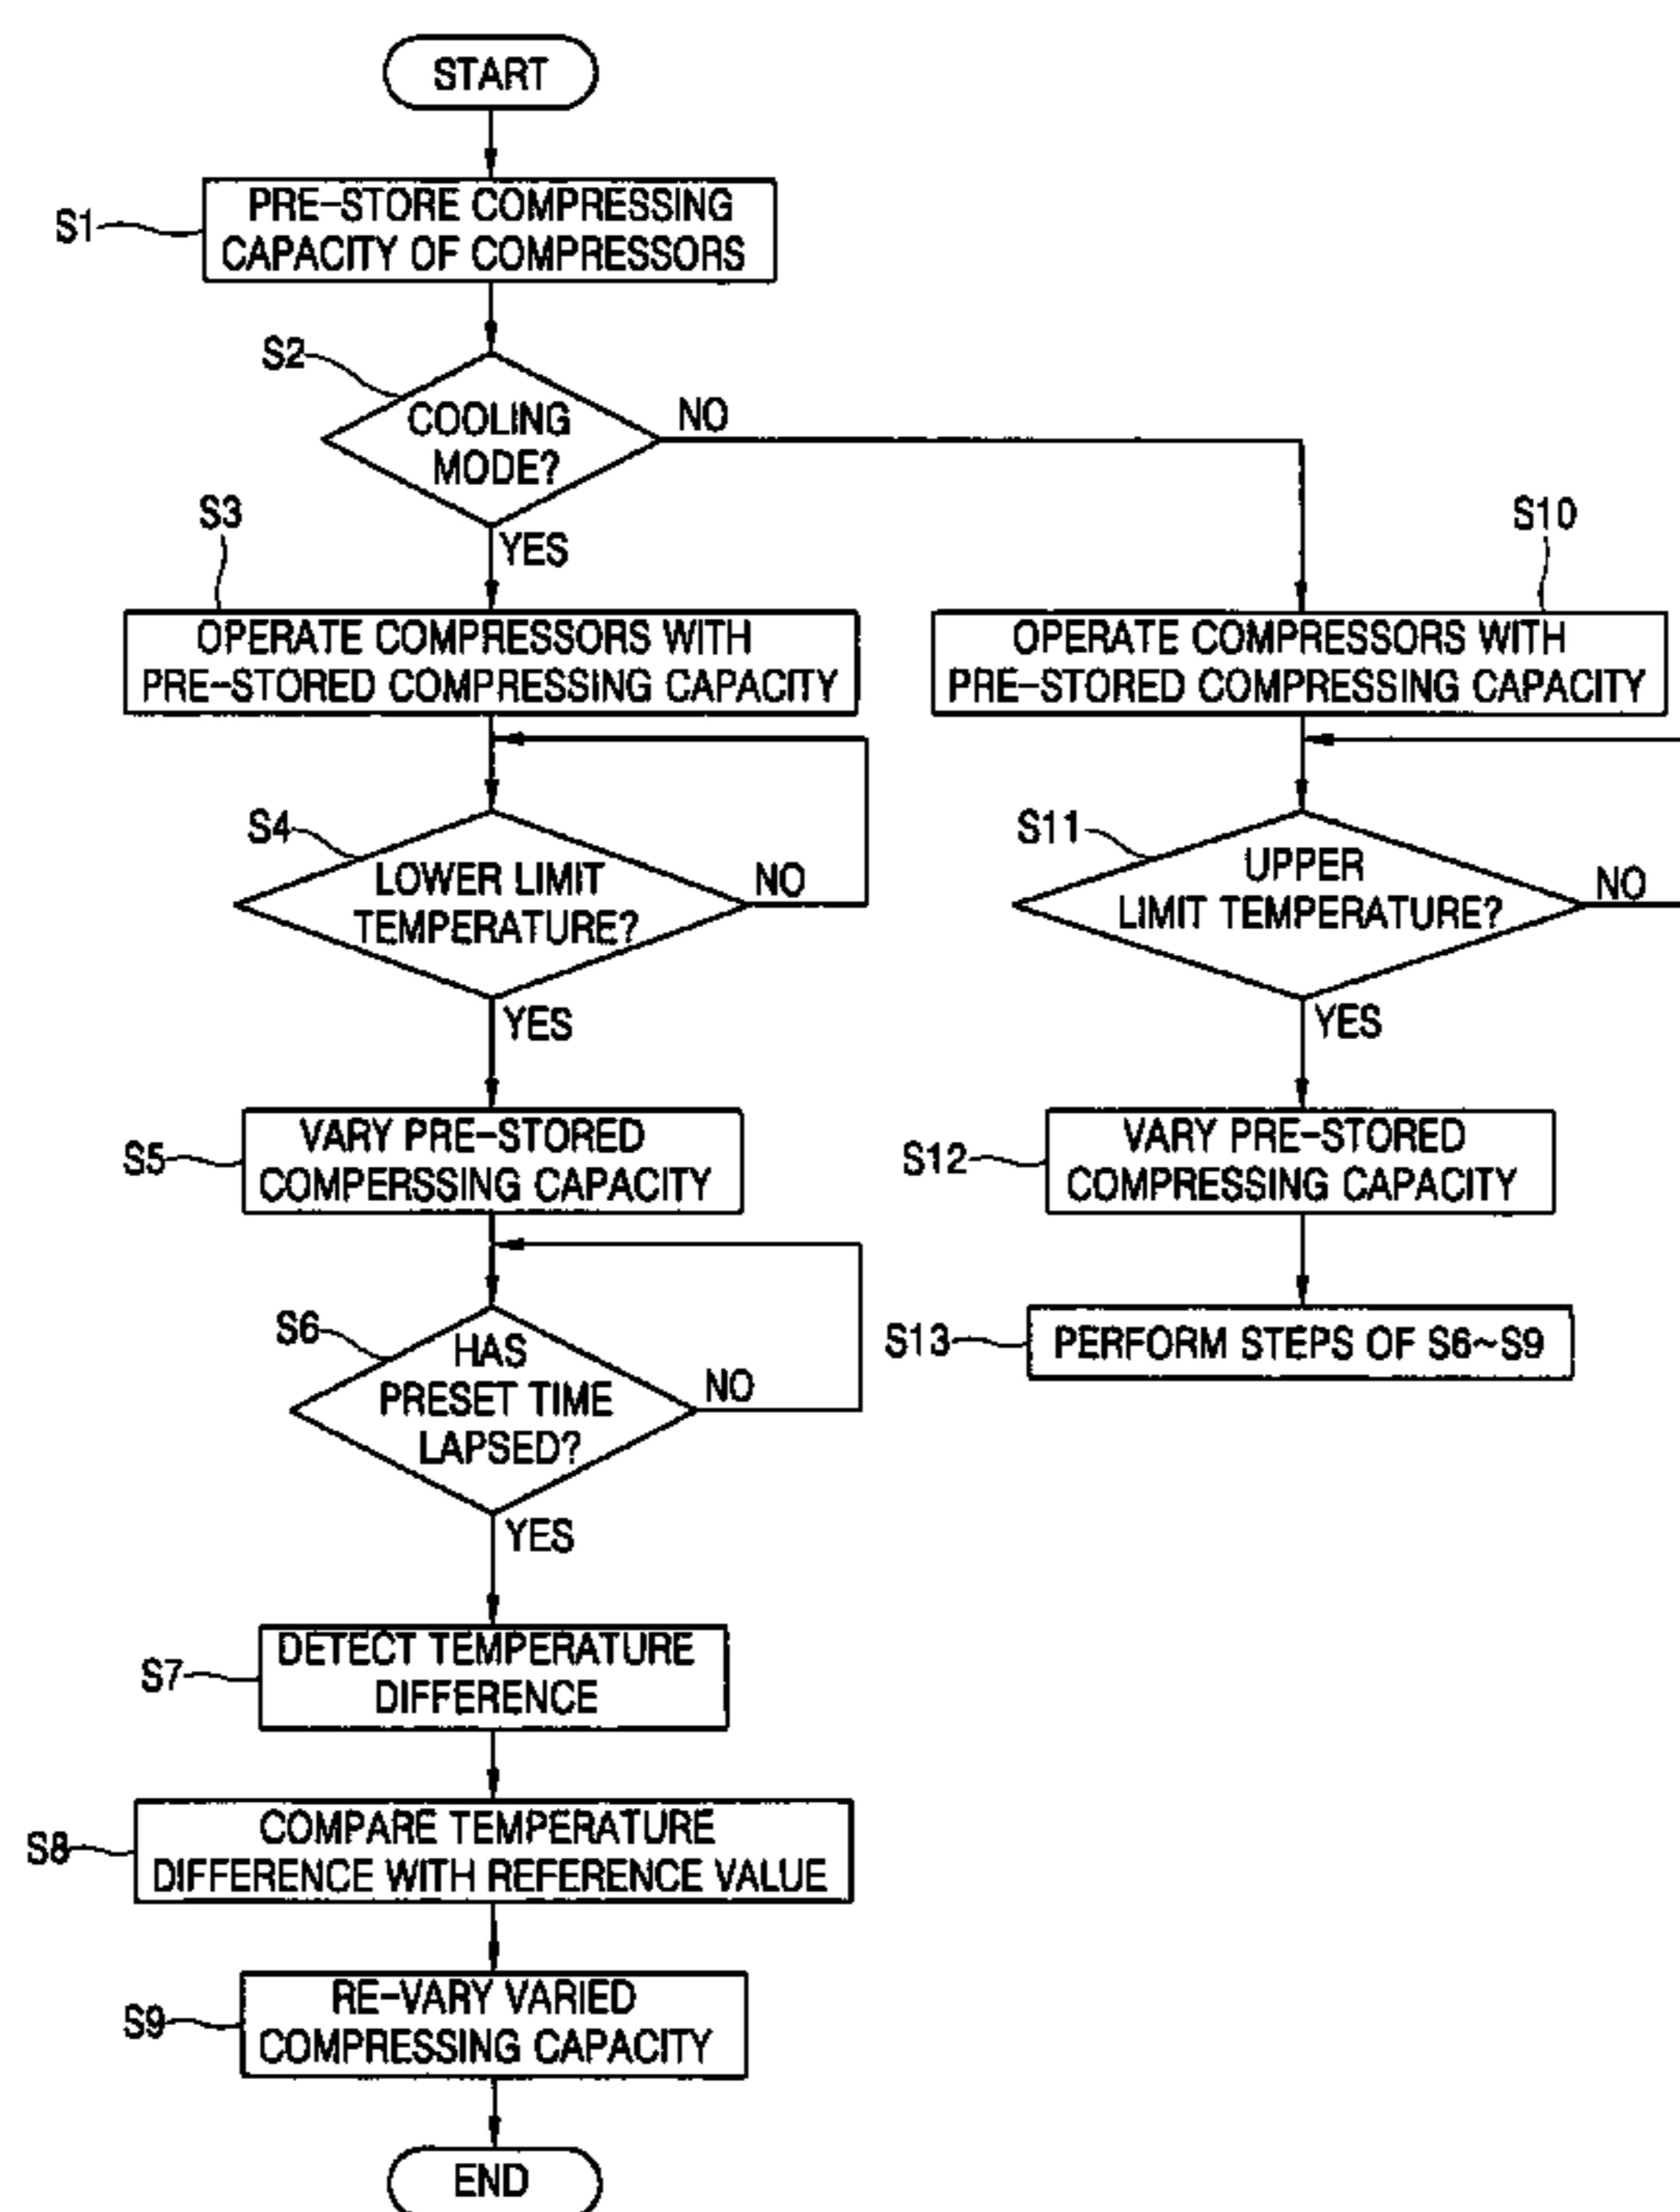 START
S1
PRE-STORE COMPRESSING
CAPACITY OF COMPRESSORS
S2
COOLING
MODE?
NO
YES
S3
OPERATE COMPRESSORS WITH
PRE-STORED COMPRESSING CAPACITY
S4
LOWER LIMIT
TEMPERATURE?
NO
YES
S5
VARY PRE-STORED
COMPERSSING CAPACITY
S6
HAS
PRESET TIME
LAPSED?
NO
YES
S7
DETECT TEMPERATURE
DIFFERENCE
S8
COMPARE TEMPERATURE
DIFFERENCE WITH REFERENCE VALUE
S9
RE-VARY VARIED
COMPRESSING CAPACITY
END
S10
OPERATE COMPRESSORS WITH
PRE-STORED COMPRESSING CAPACITY
S11
UPPER
LIMIT TEMPERATURE?
NO
YES
S12
VARY PRE-STORED
COMPRESSING CAPACITY
S13
PERFORM STEPS OF S6~S9